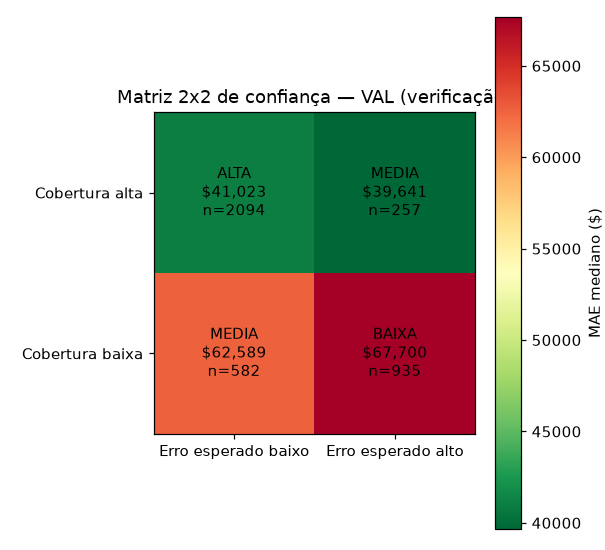 Matriz 2x2 de confiança — VAL (verificaçã
Cobertura alta
ALTA
$41,023
n=2094
MEDIA
$39,641
n=257
Cobertura baixa
MEDIA
$62,589
n=582
BAIXA
$67,700
n=935
Erro esperado baixo
Erro esperado alto
65000
60000
55000
50000
45000
40000
MAE mediano ($)